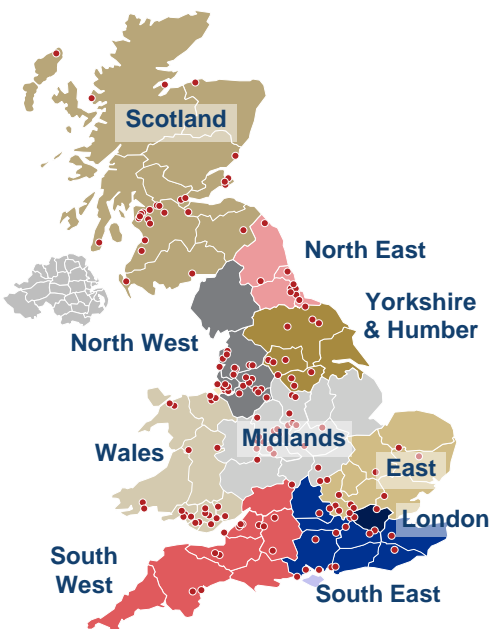 Scotland
North East
Yorkshire
& Humber
North West
Midlands
Wales
East
London
South
West
South East